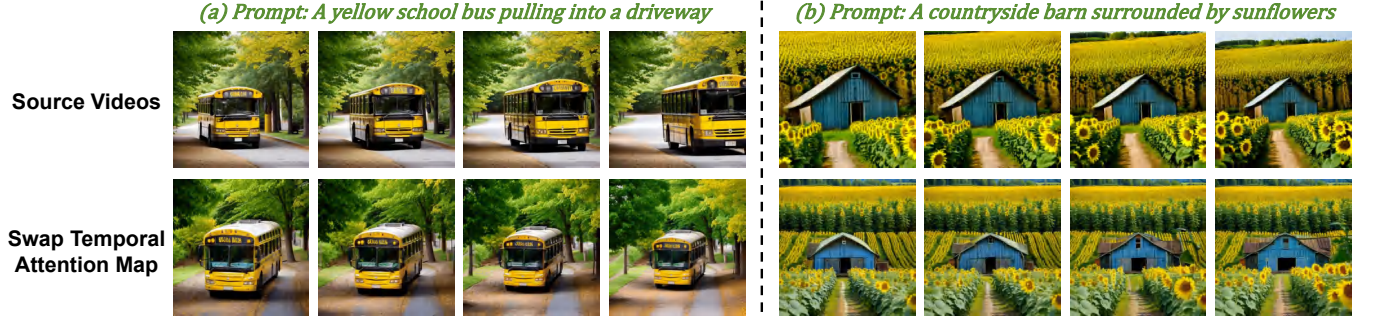 (a) Prompt: A yellow school bus pulling into a driveway
(b) Prompt: A countryside barn surrounded by sunflowers
Source Videos
Swap Temporal
Attention Map